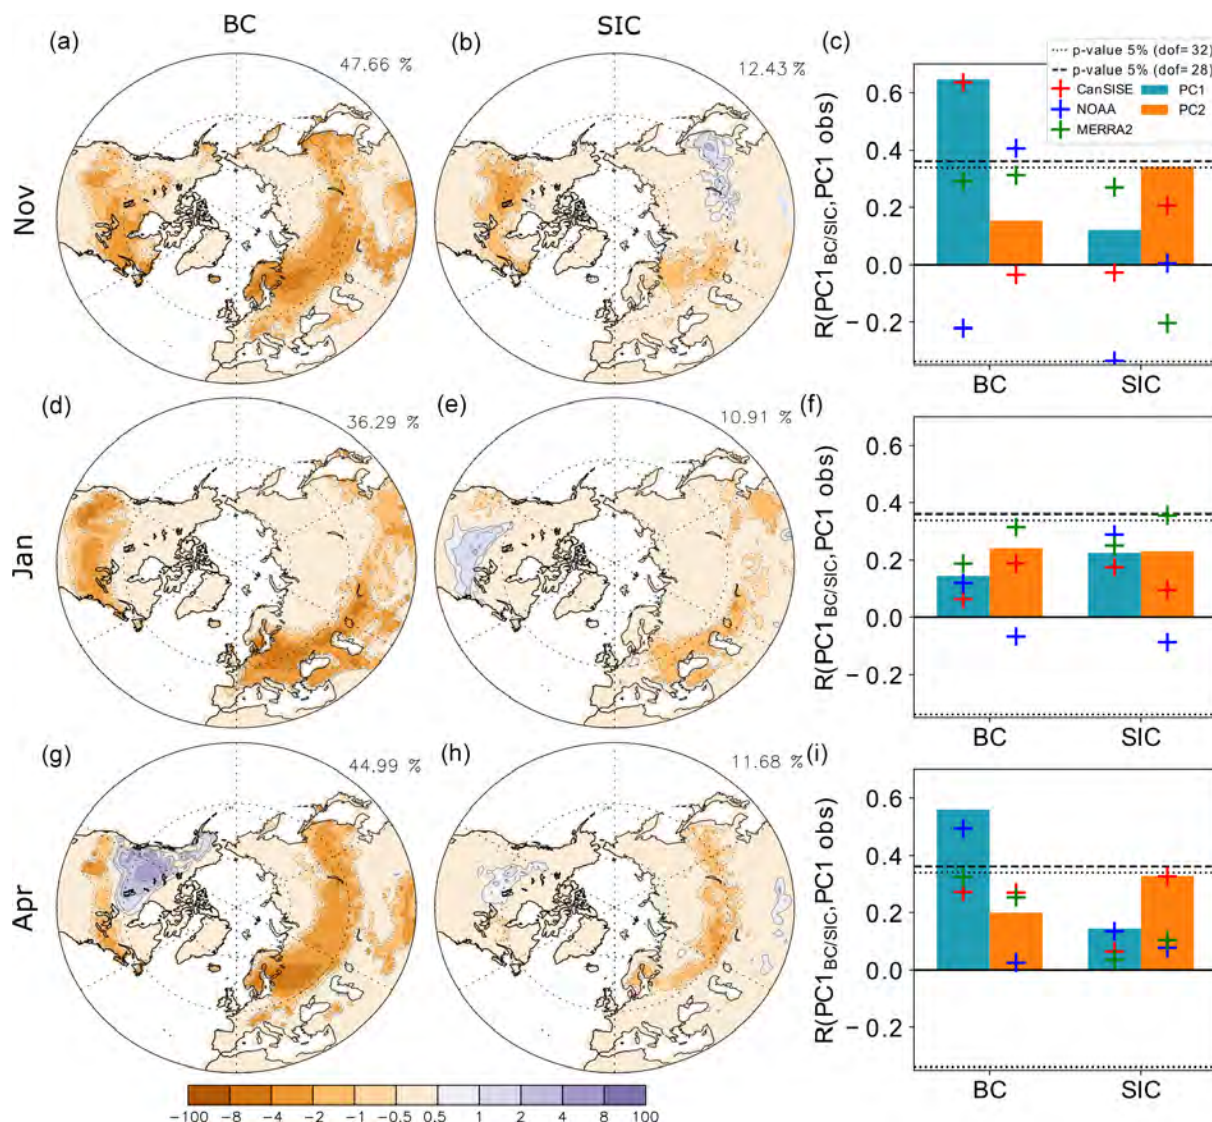 BC
SIC
(a)
47.66 %
(b)
12.43 %
(c)
p-value 5% (dof= 32)
p-value 5% (dof= 28)
CanSISE
PC1
NOAA
PC2
MERRA2
Nov
R(PC1BC/SIC,PC1 obs)
0.6
0.4
0.2
0.0
−0.2
BC
SIC
(d)
36.29 %
(e)
10.91 %
(f)
Jan
R(PC1BC/SIC,PC1 obs)
0.6
0.4
0.2
0.0
−0.2
BC
SIC
(g)
44.99 %
(h)
11.68 %
(i)
Apr
R(PC1BC/SIC,PC1 obs)
0.6
0.4
0.2
0.0
−0.2
BC
SIC
−100 −8 −4 −2 −1 −0.5 0.5 1 2 4 8 100